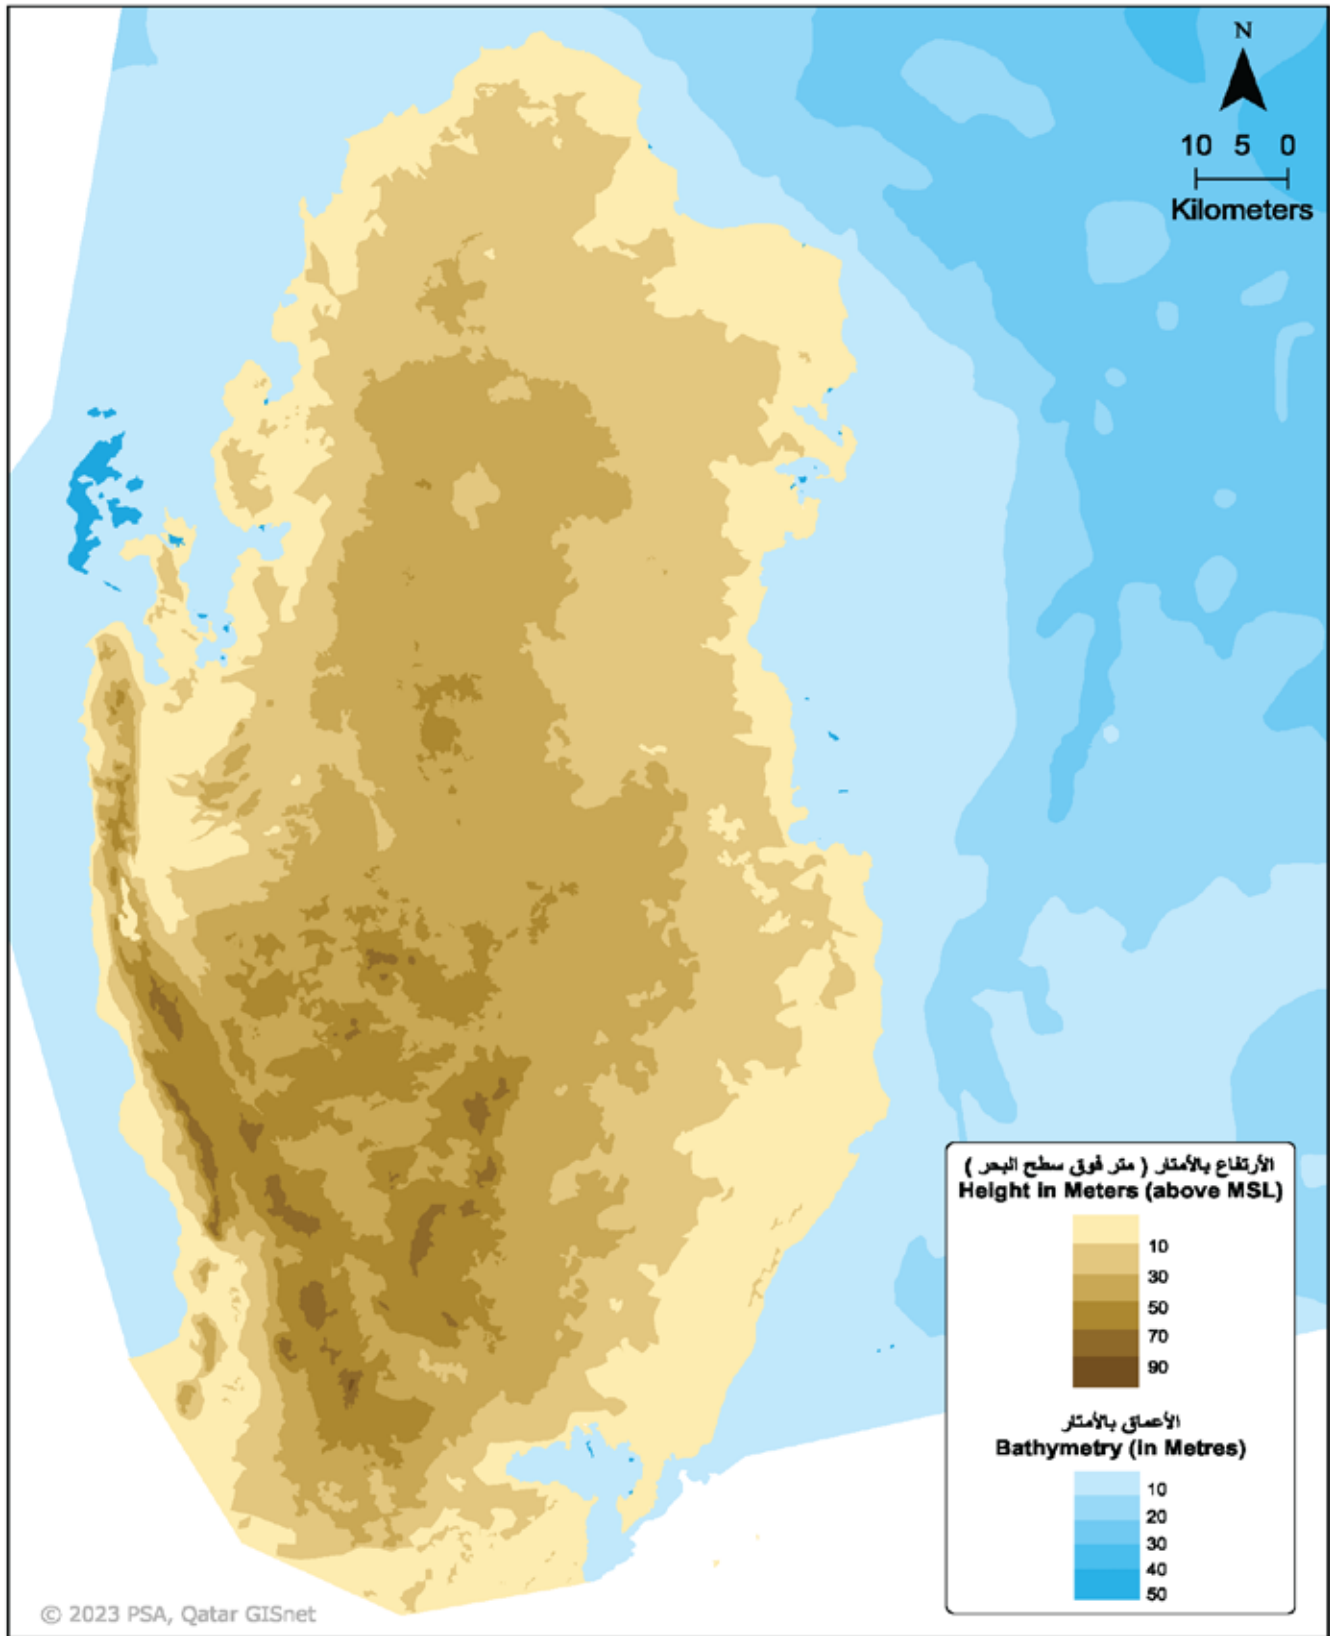 N
10 5 0
Kilometers
الأرتفاع بالأمتار ( متر فوق سطح البحر )
Height in Meters (above MSL)
10
30
50
70
90
الأعماق بالأمتار
Bathymetry (in Metres)
10
20
30
40
50
© 2023 PSA, Qatar GISnet